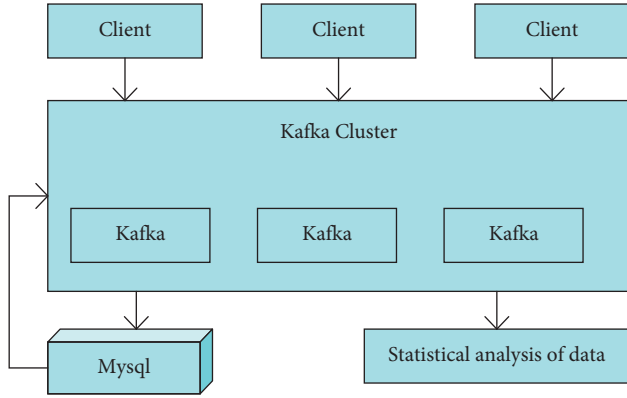 Client
Client
Client
Kafka Cluster
Kafka
Kafka
Kafka
Mysql
Statistical analysis of data